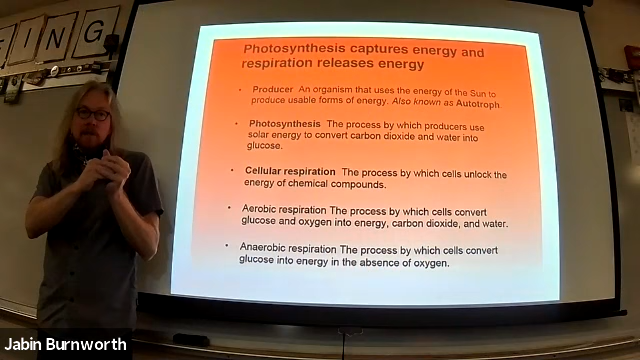 ING
Photosynthesis captures energy and
respiration releases energy
• Producer An organism that uses the energy of the Sun to
produce usable forms of energy. Also known as Autotroph.
• Photosynthesis The process by which producers use
solar energy to convert carbon dioxide and water into
glucose.
• Cellular respiration The process by which cells unlock the
energy of chemical compounds.
• Aerobic respiration The process by which cells convert
glucose and oxygen into energy, carbon dioxide, and water.
• Anaerobic respiration The process by which cells convert
glucose into energy in the absence of oxygen.
Jabin Burnworth